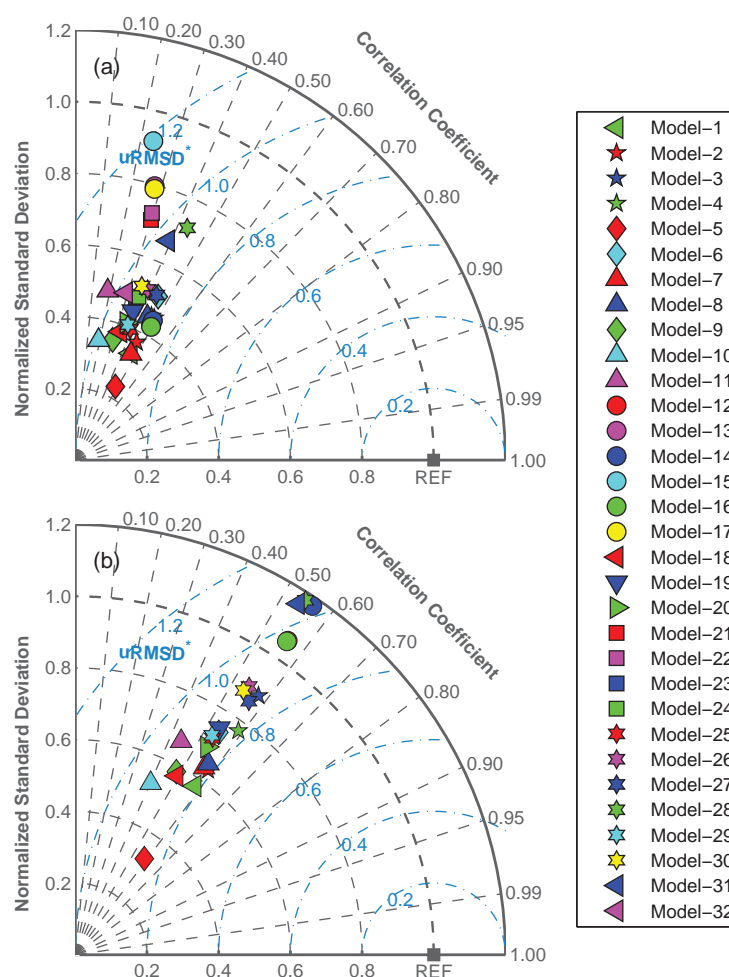 1.2
0.10
0.20
0.30
0.40
0.50
0.60
0.70
0.80
0.90
0.95
0.99
1.00
Correlation Coefficient
(a)
1.0
0.8
0.6
0.4
0.2
Normalized Standard Deviation
1.2
uRMSD*
1.0
0.8
0.6
0.4
0.2
0.2
0.4
0.6
0.8
REF
1.2
0.10
0.20
0.30
0.40
0.50
0.60
0.70
0.80
0.90
0.95
0.99
1.00
Correlation Coefficient
(b)
1.0
0.8
0.6
0.4
0.2
Normalized Standard Deviation
1.2
uRMSD*
1.0
0.8
0.6
0.4
0.2
0.2
0.4
0.6
0.8
REF
Model-1
Model-2
Model-3
Model-4
Model-5
Model-6
Model-7
Model-8
Model-9
Model-10
Model-11
Model-12
Model-13
Model-14
Model-15
Model-16
Model-17
Model-18
Model-19
Model-20
Model-21
Model-22
Model-23
Model-24
Model-25
Model-26
Model-27
Model-28
Model-29
Model-30
Model-31
Model-32